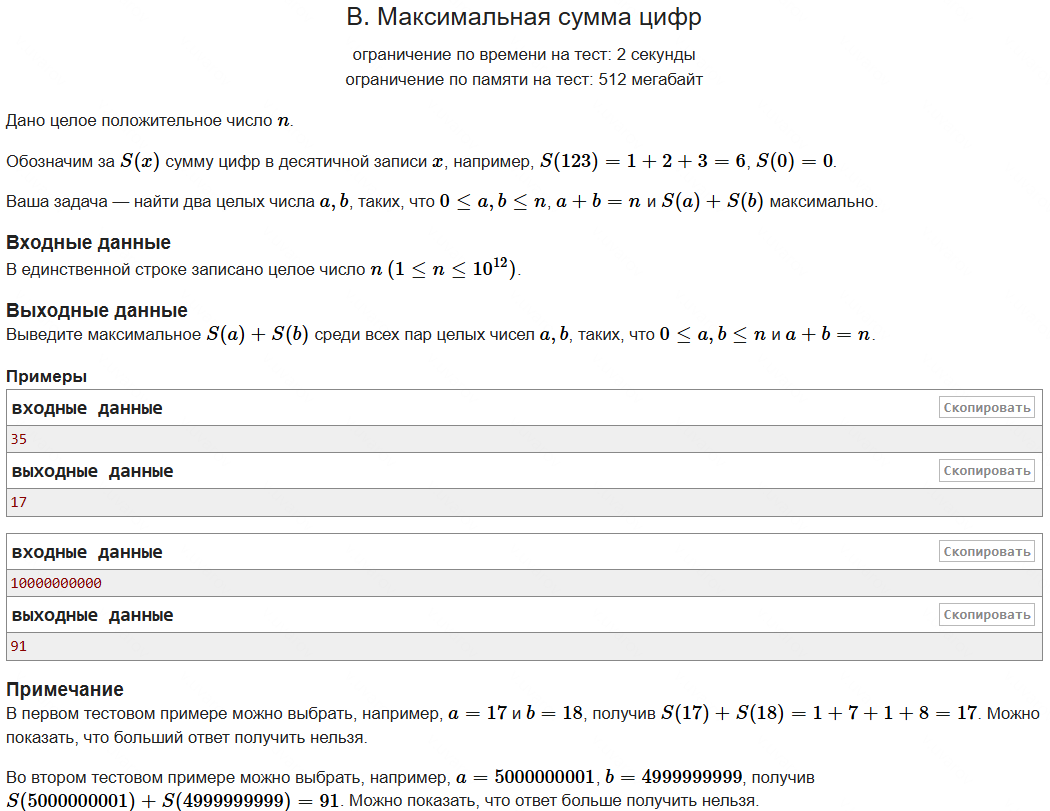 B. Максимальная сумма цифр
ограничение по времени на тест: 2 секунды
ограничение по памяти на тест: 512 мегабайт
Дано целое положительное число n.
Обозначим за S(x) сумму цифр в десятичной записи x, например, S(123) = 1 + 2 + 3 = 6, S(0) = 0.
Ваша задача — найти два целых числа a, b, таких, что 0 ≤ a, b ≤ n, a + b = n и S(a) + S(b) максимально.
Входные данные
В единственной строке записано целое число n (1 ≤ n ≤ 10^12).
Выходные данные
Выведите максимальное S(a) + S(b) среди всех пар целых чисел a, b, таких, что 0 ≤ a, b ≤ n и a + b = n.
Примеры
входные данные Скопировать
35
выходные данные Скопировать
17
входные данные Скопировать
10000000000
выходные данные Скопировать
91
Примечание
В первом тестовом примере можно выбрать, например, a = 17 и b = 18, получив S(17) + S(18) = 1 + 7 + 1 + 8 = 17. Можно
показать, что больший ответ получить нельзя.
Во втором тестовом примере можно выбрать, например, a = 5000000001, b = 4999999999, получив
S(5000000001) + S(4999999999) = 91. Можно показать, что ответ больше получить нельзя.